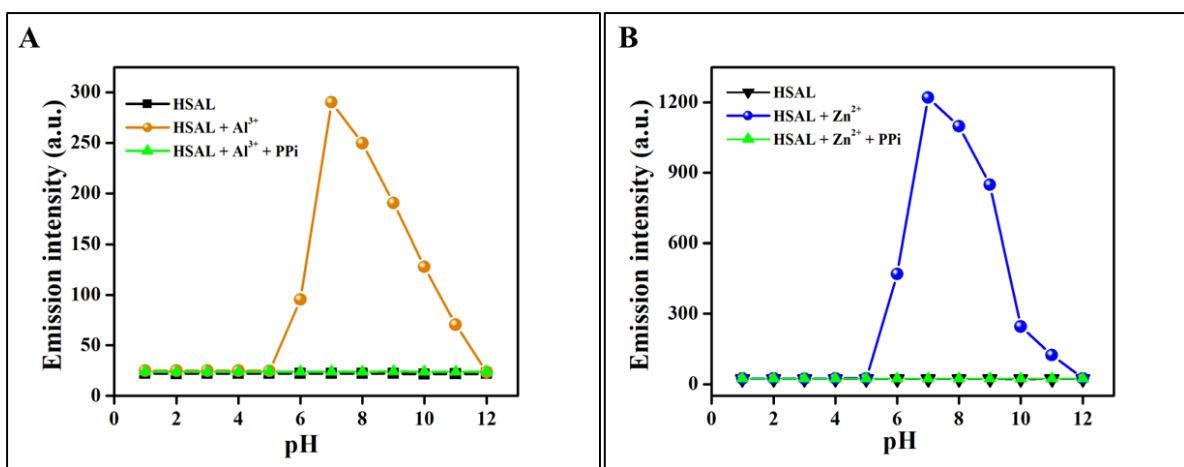 A
HSAL
HSAL + Al³⁺
HSAL + Al³⁺ + PPi
Emission intensity (a.u.)
300
250
200
150
100
50
0
0 2 4 6 8 10 12
pH
B
HSAL
HSAL + Zn²⁺
HSAL + Zn²⁺ + PPi
Emission intensity (a.u.)
1200
900
600
300
0
0 2 4 6 8 10 12
pH